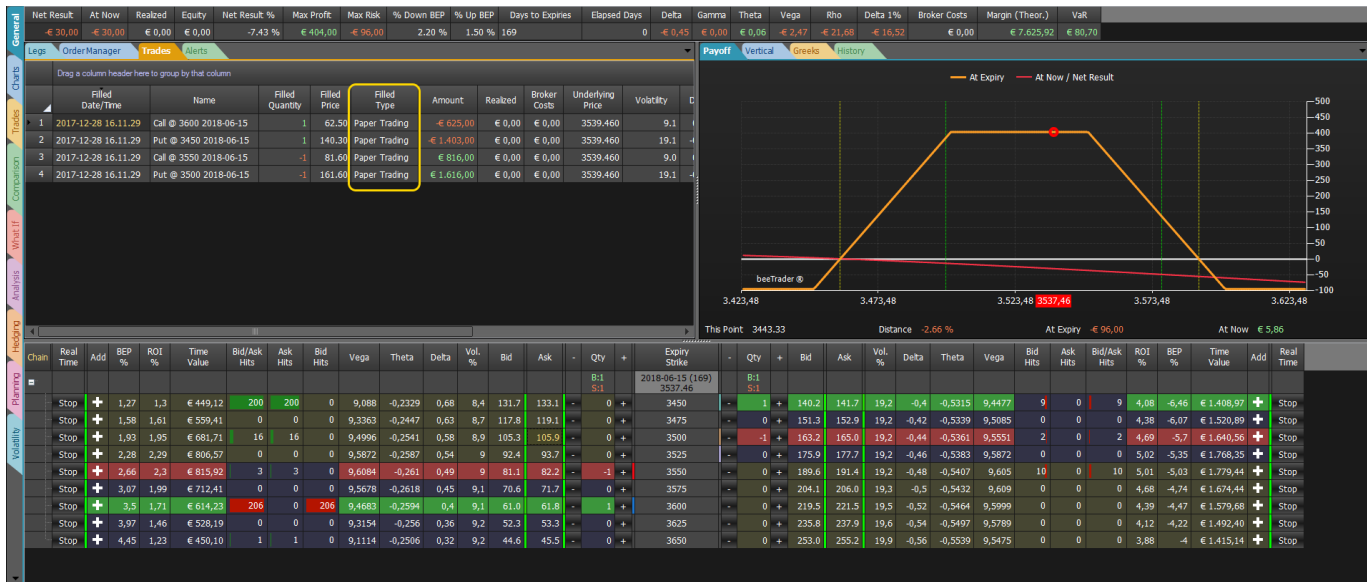 Net Result At Now Realized Equity Net Result % Max Profit Max Risk % Down BEP % Up BEP Days to Expiries Elapsed Days Delta Gamma Theta Vega Rho Delta 1% Broker Costs Margin (Theor.) VaR
-€ 30,00 -€ 30,00 € 0,00 € 0,00 -7.43 % € 404,00 -€ 96,00 2.20 % 1.50 % 169 0 -€ 0,45 € 0,00 € 0,06 -€ 2,47 -€ 21,68 -€ 16,52 € 0,00 € 7.625,92 € 80,70
General
Charts
Trades
Comparison
What If
Analysis
Hedging
Planning
Volatility
Legs OrderManager Trades Alerts
Drag a column header here to group by that column
Filled Date/Time Name Filled Quantity Filled Price Filled Type Amount Realized Broker Costs Underlying Price Volatility D
1 2017-12-28 16.11.29 Call @ 3600 2018-06-15 1 62.50 Paper Trading -€ 625,00 € 0,00 € 0,00 3539.460 9.1
2 2017-12-28 16.11.29 Put @ 3450 2018-06-15 1 140.30 Paper Trading -€ 1.403,00 € 0,00 € 0,00 3539.460 19.1
3 2017-12-28 16.11.29 Call @ 3550 2018-06-15 -1 81.60 Paper Trading € 816,00 € 0,00 € 0,00 3539.460 9.0
4 2017-12-28 16.11.29 Put @ 3500 2018-06-15 -1 161.60 Paper Trading € 1.616,00 € 0,00 € 0,00 3539.460 19.1
Payoff Vertical Greeks History
At Expiry At Now / Net Result
500
450
400
350
300
250
200
150
100
50
0
-50
-100
beeTrader ®
3.423,48 3.473,48 3.523,48 3537,46 3.573,48 3.623,48
This Point 3443.33 Distance -2.66 % At Expiry -€ 96,00 At Now € 5,86
Chain Real Time Add BEP % ROI % Time Value Bid/Ask Hits Ask Hits Bid Hits Vega Theta Delta Vol. % Bid Ask - Qty + Expiry Strike - Qty + Bid Ask Vol. % Delta Theta Vega Bid Hits Ask Hits Bid/Ask Hits ROI % BEP % Time Value Add Real Time
B:1 S:1 2018-06-15 (169) 3537.46 B:1 S:1
Stop + 1,27 1,3 € 449,12 200 200 0 9,088 -0,2329 0,68 8,4 131.7 133.1 - 0 + 3450 - 1 + 140.2 141.7 19,2 -0,4 -0,5315 9,4477 9 0 9 4,08 -6,46 € 1.408,97 + Stop
Stop + 1,58 1,61 € 559,41 0 0 0 9,3363 -0,2447 0,63 8,7 117.8 119.1 - 0 + 3475 - 0 + 151.3 152.9 19,2 -0,42 -0,5339 9,5085 0 0 0 4,38 -6,07 € 1.520,89 + Stop
Stop + 1,93 1,95 € 681,71 16 16 0 9,4996 -0,2541 0,58 8,9 105.3 105.9 - 0 + 3500 - -1 + 163.2 165.0 19,2 -0,44 -0,5361 9,5551 2 0 2 4,69 -5,7 € 1.640,56 + Stop
Stop + 2,28 2,29 € 806,57 0 0 0 9,5872 -0,2587 0,54 9 92.4 93.7 - 0 + 3525 - 0 + 175.9 177.7 19,2 -0,46 -0,5383 9,5872 0 0 0 5,02 -5,35 € 1.768,35 + Stop
Stop + 2,66 2,3 € 815,92 3 3 0 9,6084 -0,261 0,49 9 81.1 82.2 - -1 + 3550 - 0 + 189.6 191.4 19,2 -0,48 -0,5407 9,605 10 0 10 5,01 -5,03 € 1.779,44 + Stop
Stop + 3,07 1,99 € 712,41 0 0 0 9,5678 -0,2618 0,45 9,1 70.6 71.7 - 0 + 3575 - 0 + 204.1 206.0 19,3 -0,5 -0,5432 9,609 0 0 0 4,68 -4,74 € 1.674,44 + Stop
Stop + 3,5 1,71 € 614,23 206 0 206 9,4683 -0,2594 0,4 9,1 61.0 61.8 - 1 + 3600 - 0 + 219.5 221.5 19,5 -0,52 -0,5464 9,5999 0 0 0 4,39 -4,47 € 1.579,68 + Stop
Stop + 3,97 1,46 € 528,19 0 0 0 9,3154 -0,256 0,36 9,2 52.3 53.3 - 0 + 3625 - 0 + 235.8 237.9 19,6 -0,54 -0,5497 9,5789 0 0 0 4,12 -4,22 € 1.492,40 + Stop
Stop + 4,45 1,23 € 450,10 1 1 0 9,1114 -0,2506 0,32 9,2 44.6 45.5 - 0 + 3650 - 0 + 253.0 255.2 19,9 -0,56 -0,5539 9,5475 0 0 0 3,88 -4 € 1.415,14 + Stop